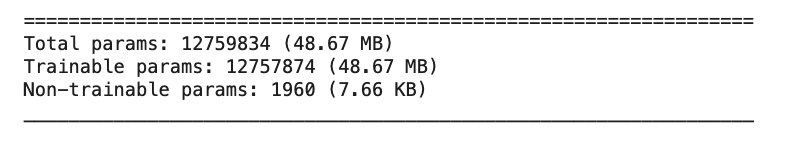 =================================================================
Total params: 12759834 (48.67 MB)
Trainable params: 12757874 (48.67 MB)
Non-trainable params: 1960 (7.66 KB)
_________________________________________________________________